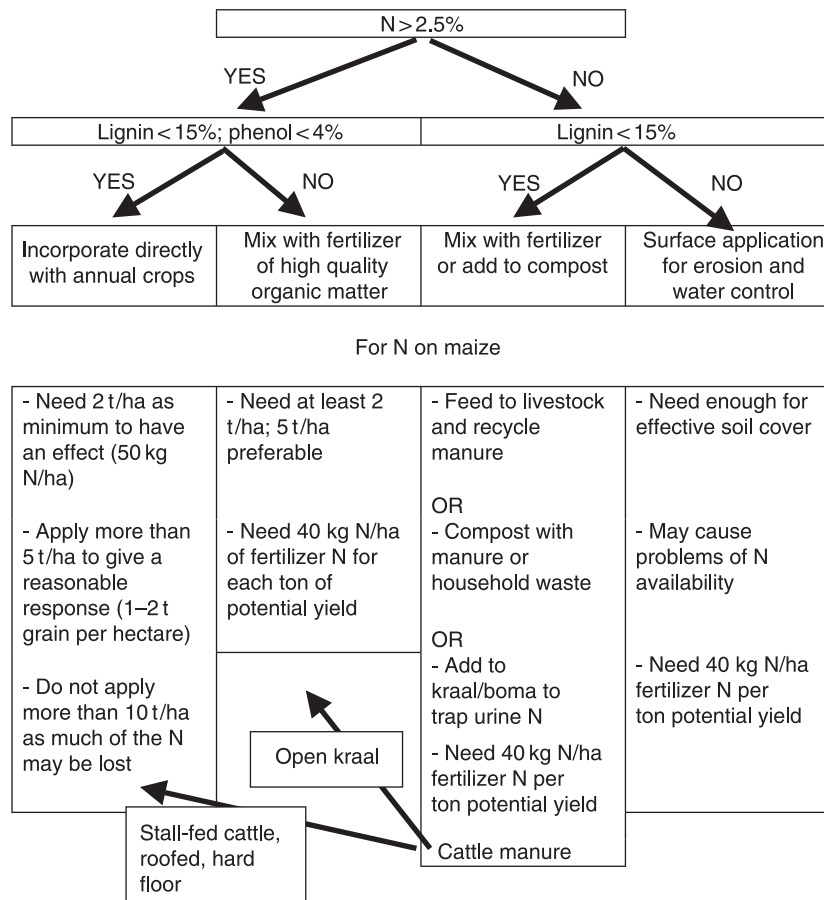 N > 2.5%
YES
NO
Lignin < 15%; phenol < 4%
Lignin < 15%
YES
NO
YES
NO
Incorporate directly
with annual crops
Mix with fertilizer
of high quality
organic matter
Mix with fertilizer
or add to compost
Surface application
for erosion and
water control
For N on maize
- Need 2 t/ha as
minimum to have
an effect (50 kg
N/ha)
- Apply more than
5 t/ha to give a
reasonable
response (1–2 t
grain per hectare)
- Do not apply
more than 10 t/ha
as much of the N
may be lost
- Need at least 2
t/ha; 5 t/ha
preferable
- Need 40 kg N/ha
of fertilizer N for
each ton of
potential yield
- Feed to livestock
and recycle
manure
OR
- Compost with
manure or
household waste
OR
- Add to
kraal/boma to
trap urine N
- Need 40 kg N/ha
fertilizer N per
ton potential yield
- Need enough for
effective soil cover
- May cause
problems of N
availability
- Need 40 kg N/ha
fertilizer N per
ton potential yield
Open kraal
Stall-fed cattle,
roofed, hard
floor
Cattle manure